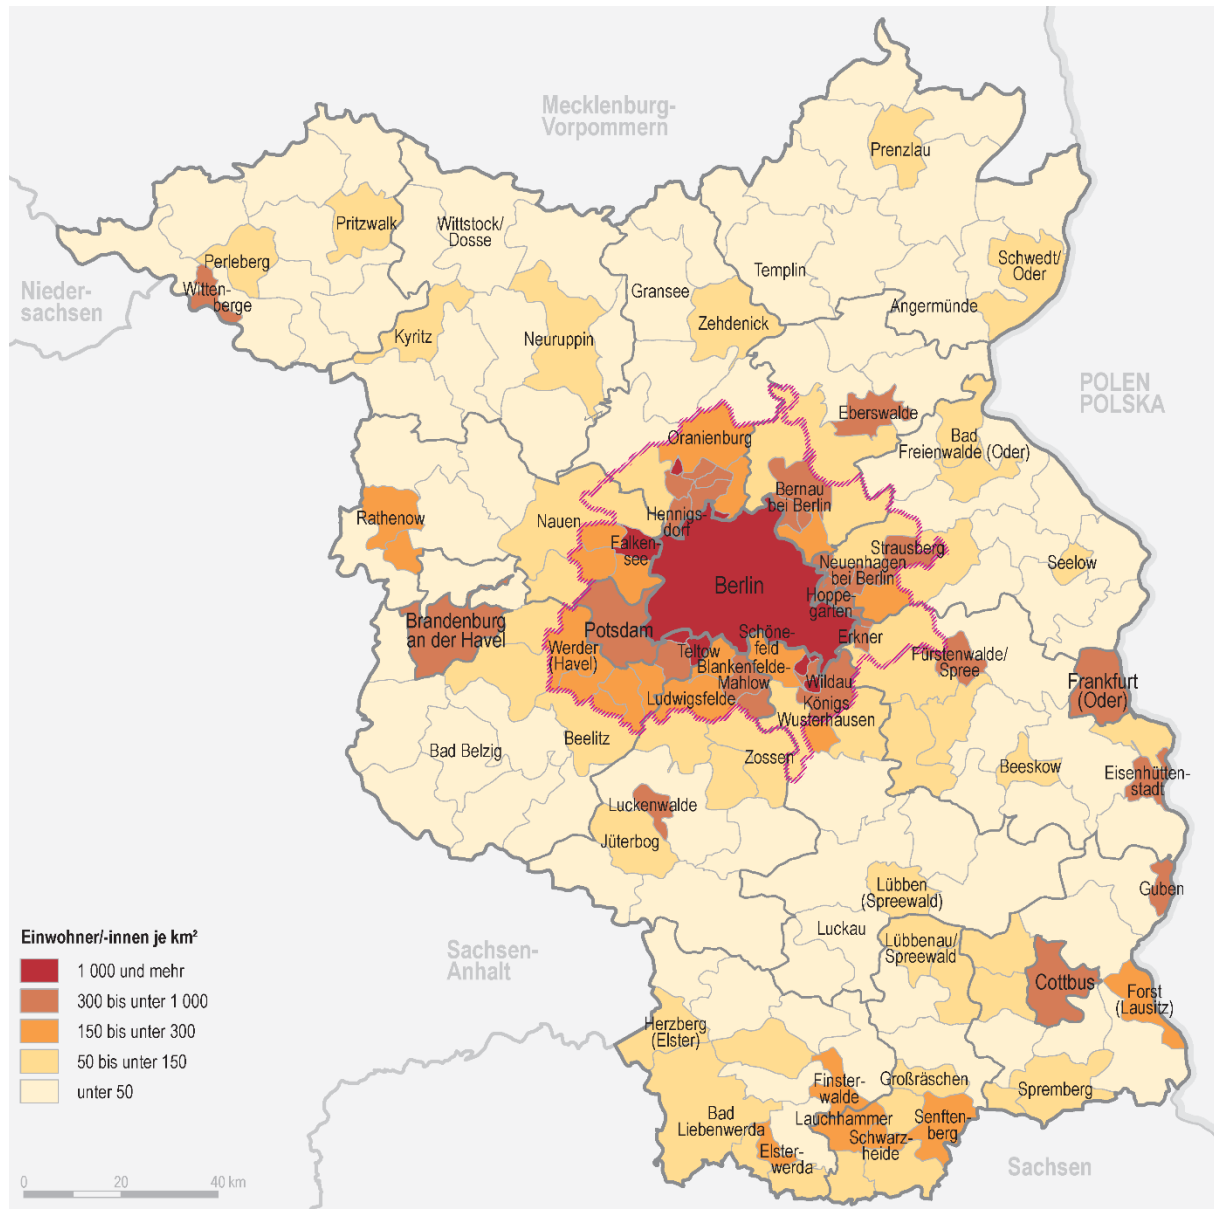 Mecklenburg-
Vorpommern
Prenzlau
Pritzwalk
Wittstock/
Dosse
Perleberg
Schwedt/
Oder
Templin
Nieder-
sachsen
Witten-
berge
Gransee
Angermünde
Zehdenick
Kyritz
Neuruppin
POLEN
POLSKA
Eberswalde
Oranienburg
Bad
Freienwalde (Oder)
Bernau
bei Berlin
Rathenow
Nauen
Hennigs-
dorf
Falken-
see
Strausberg
Neuenhagen
bei Berlin
Seelow
Berlin
Hoppe-
garten
Brandenburg
an der Havel
Potsdam
Schöne-
feld
Erkner
Werder
(Havel)
Teltow
Blankenfelde-
Mahlow
Fürstenwalde/
Spree
Wildau
Frankfurt
(Oder)
Ludwigsfelde
Königs
Wusterhausen
Beelitz
Bad Belzig
Zossen
Beeskow
Eisenhütten-
stadt
Luckenwalde
Jüterbog
Lübben
(Spreewald)
Guben
Luckau
Lübbenau/
Spreewald
Sachsen-
Anhalt
Cottbus
Forst
(Lausitz)
Herzberg
(Elster)
Finster-
walde
Großräschen
Spremberg
Bad
Liebenwerda
Lauchhammer
Schwarz-
heide
Senften-
berg
Elster-
werda
Sachsen
Einwohner/-innen je km²
1 000 und mehr
300 bis unter 1 000
150 bis unter 300
50 bis unter 150
unter 50
0 20 40 km